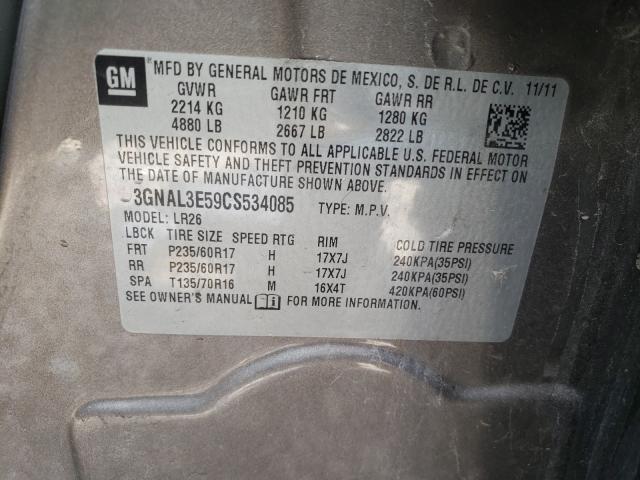 GM
MFD BY GENERAL MOTORS DE MEXICO, S. DE R.L. DE C.V. 11/11
GVWR GAWR FRT GAWR RR
2214 KG 1210 KG 1280 KG
4880 LB 2667 LB 2822 LB
THIS VEHICLE CONFORMS TO ALL APPLICABLE U.S. FEDERAL MOTOR
VEHICLE SAFETY AND THEFT PREVENTION STANDARDS IN EFFECT ON
THE DATE OF MANUFACTURE SHOWN ABOVE.
3GNAL3E59CS534085 TYPE: M.P.V.
MODEL: LR26
LBCK TIRE SIZE SPEED RTG RIM COLD TIRE PRESSURE
FRT P235/60R17 H 17X7J 240KPA(35PSI)
RR P235/60R17 H 17X7J 240KPA(35PSI)
SPA T135/70R16 M 16X4T 420KPA(60PSI)
SEE OWNER'S MANUAL FOR MORE INFORMATION.